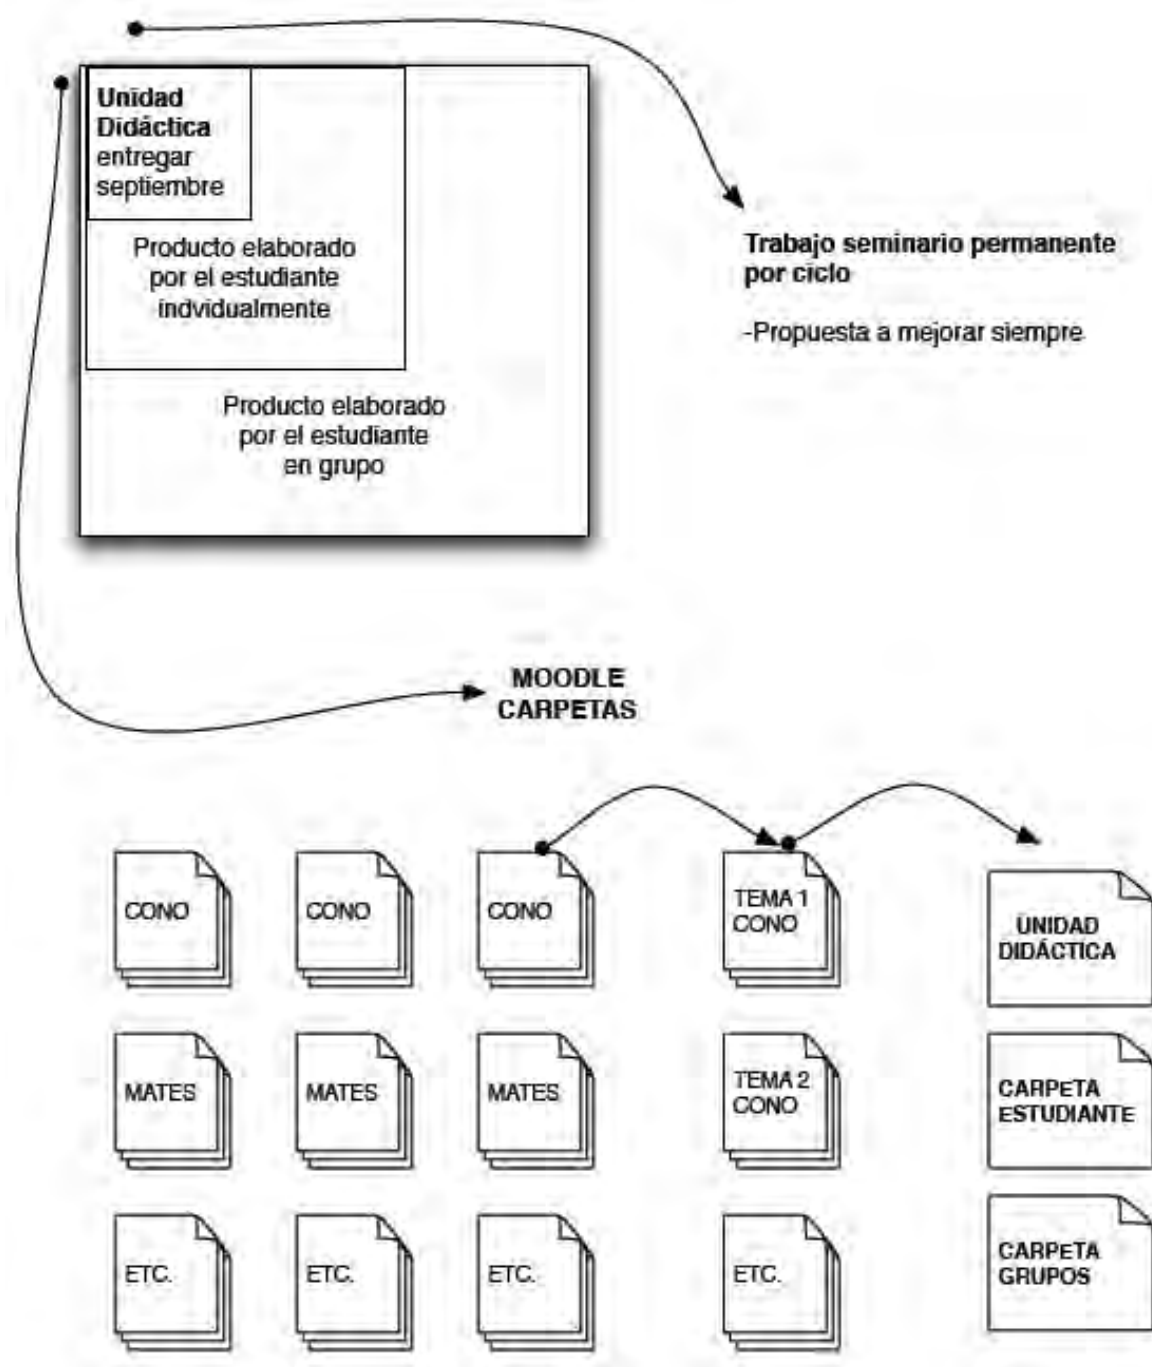 Unidad
Didáctica
entregar
septiembre
Producto elaborado
por el estudiante
indvidualmente
Producto elaborado
por el estudiante
en grupo
Trabajo seminario permanente
por ciclo
-Propuesta a mejorar siempre
MOODLE
CARPETAS
CONO
CONO
CONO
TEMA 1
CONO
UNIDAD
DIDÁCTICA
MATES
MATES
MATES
TEMA 2
CONO
CARPETA
ESTUDIANTE
ETC.
ETC.
ETC.
ETC.
CARPETA
GRUPOS